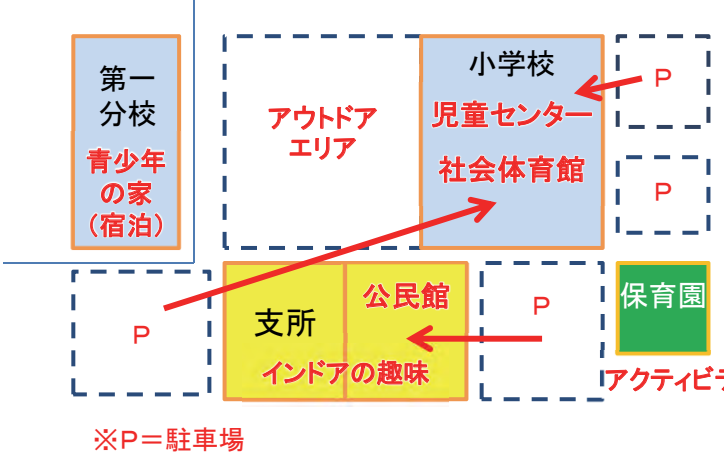 第一
分校
青少年
の家
（宿泊）
アウトドア
エリア
小学校
児童センター
社会体育館
P
P
P
支所
公民館
インドアの趣味
P
保育園
アクティビテ
※P＝駐車場